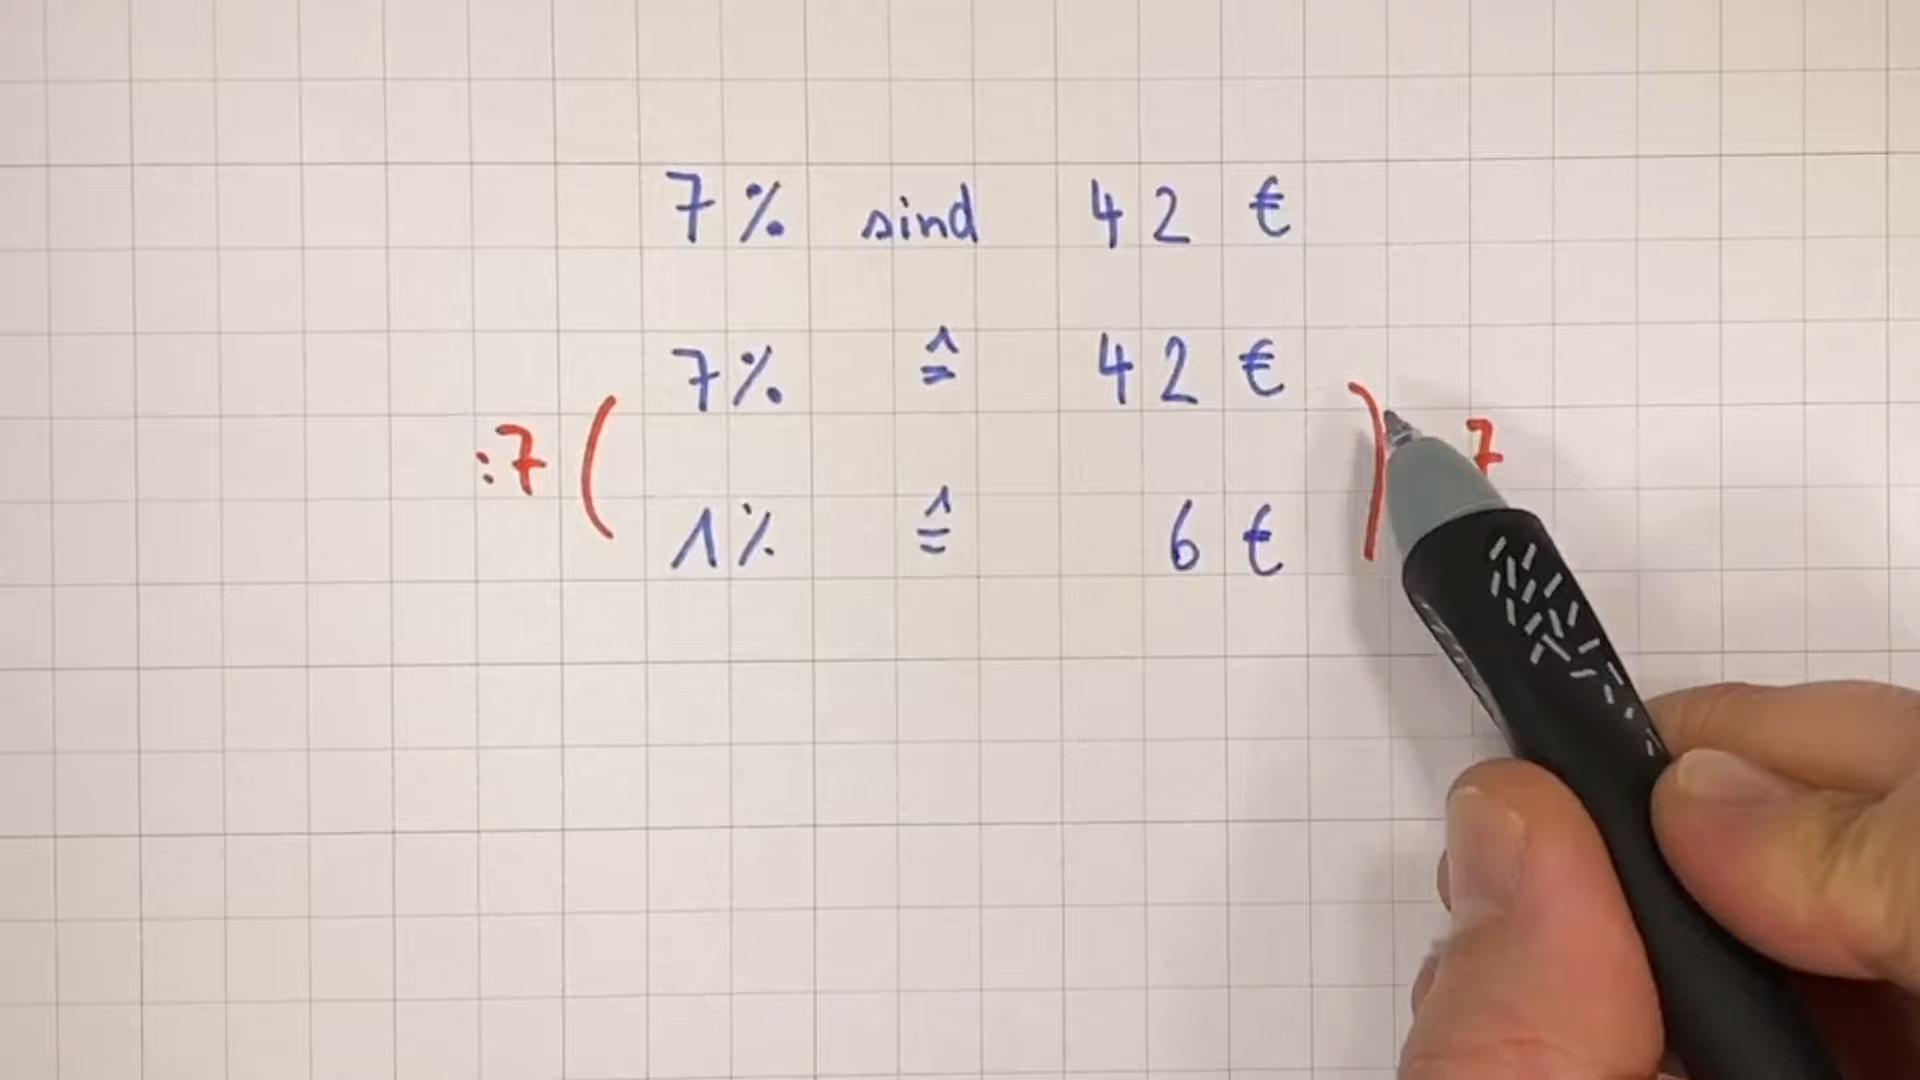 7% sind 42 €
7% ≙ 42 €
:7 ( ) 7
1% ≙ 6 €